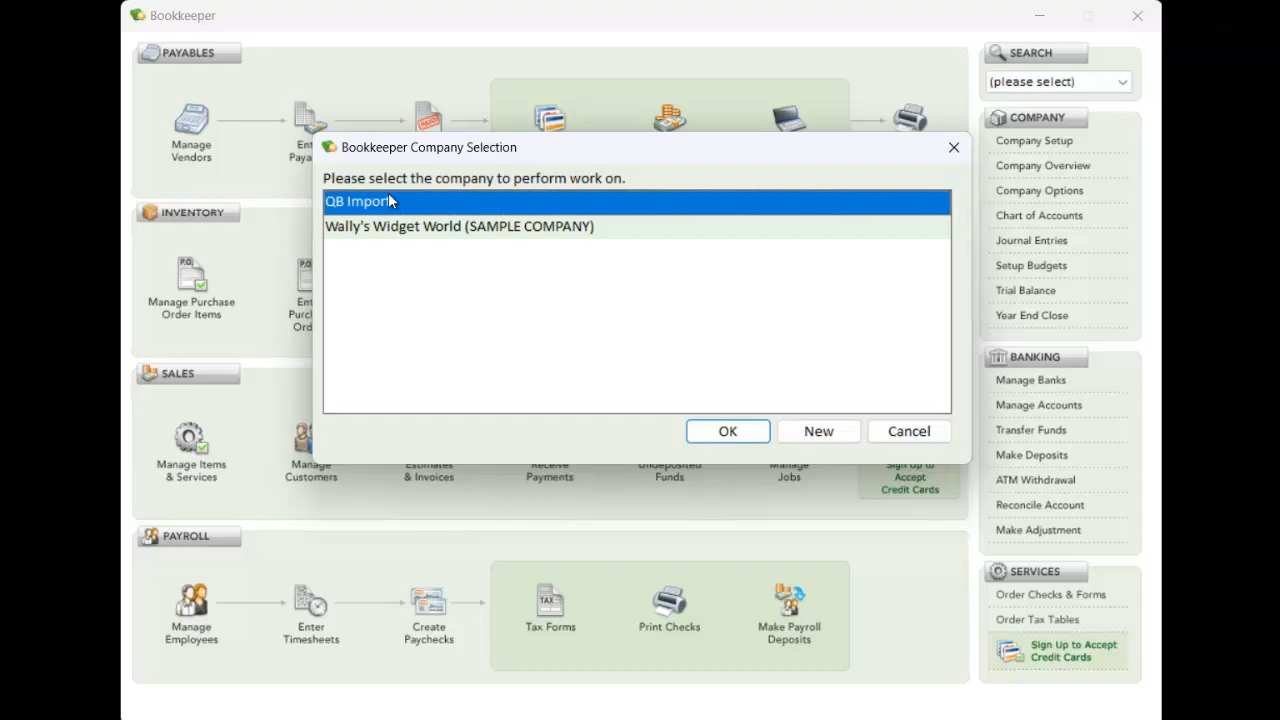 Bookkeeper
PAYABLES
Manage
Vendors
INVENTORY
Manage Purchase
Order Items
SALES
Manage Items
& Services
Manage
Customers
Estimates
& Invoices
Receive
Payments
Undeposited
Funds
Manage
Jobs
Sign Up to
Accept
Credit Cards
Bookkeeper Company Selection
Please select the company to perform work on.
QB Import
Wally's Widget World (SAMPLE COMPANY)
OK
New
Cancel
PAYROLL
Manage
Employees
Enter
Timesheets
Create
Paychecks
TAX
Tax Forms
Print Checks
Make Payroll
Deposits
SEARCH
(please select)
COMPANY
Company Setup
Company Overview
Company Options
Chart of Accounts
Journal Entries
Setup Budgets
Trial Balance
Year End Close
BANKING
Manage Banks
Manage Accounts
Transfer Funds
Make Deposits
ATM Withdrawal
Reconcile Account
Make Adjustment
SERVICES
Order Checks & Forms
Order Tax Tables
Sign Up to Accept
Credit Cards